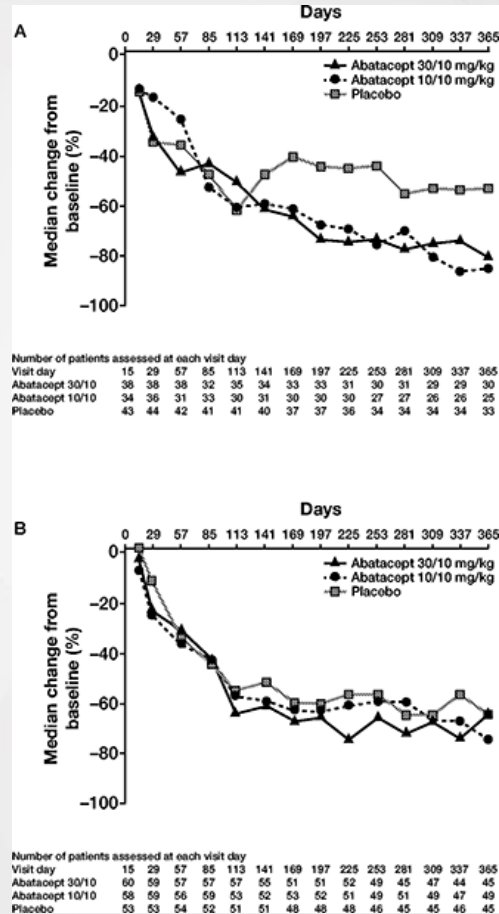 Days
A
0 29 57 85 113 141 169 197 225 253 281 309 337 365
0
−20
−40
−60
−80
−100
Median change from
baseline (%)
Abatacept 30/10 mg/kg
Abatacept 10/10 mg/kg
Placebo
Number of patients assessed at each visit day
Visit day 15 29 57 85 113 141 169 197 225 253 281 309 337 365
Abatacept 30/10 38 38 38 32 35 34 33 33 31 30 31 29 29 30
Abatacept 10/10 34 36 31 33 30 31 30 30 30 27 27 26 26 25
Placebo 43 44 42 41 41 40 37 37 36 34 34 34 34 33
Days
B
0 29 57 85 113 141 169 197 225 253 281 309 337 365
0
−20
−40
−60
−80
−100
Median change from
baseline (%)
Abatacept 30/10 mg/kg
Abatacept 10/10 mg/kg
Placebo
Number of patients assessed at each visit day
Visit day 15 29 57 85 113 141 169 197 225 253 281 309 337 365
Abatacept 30/10 60 59 57 57 57 55 51 51 52 49 45 47 44 45
Abatacept 10/10 58 59 56 59 53 52 53 52 51 49 51 49 47 49
Placebo 53 53 54 52 51 51 48 48 48 46 45 45 46 45